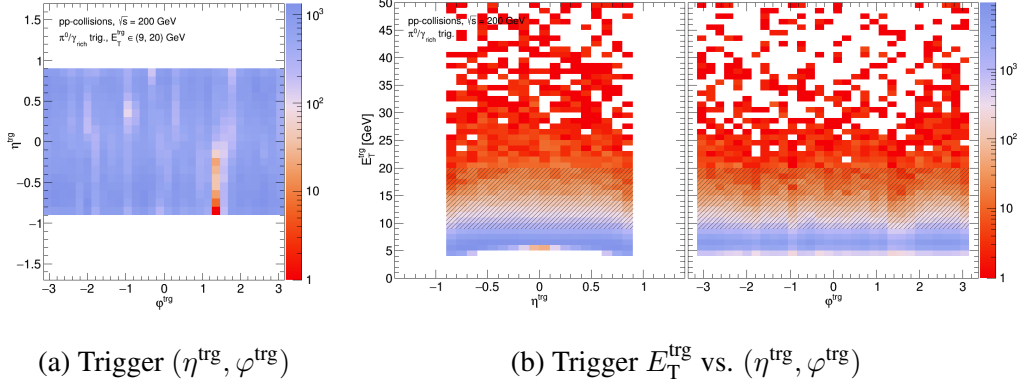 pp-collisions, √s = 200 GeV
π⁰/γ_rich trig., E_T^trg ∈ (9, 20) GeV
η^trg
1.5
1
0.5
0
−0.5
−1
−1.5
−3 −2 −1 0 1 2 3
φ^trg
10³
10²
10
1
pp-collisions, √s = 200 GeV
π⁰/γ_rich trig.
E_T^trg [GeV]
50
45
40
35
30
25
20
15
10
5
0
−1 −0.5 0 0.5 1
η^trg
−3 −2 −1 0 1 2 3
φ^trg
10³
10²
10
1
(a) Trigger (η^trg, φ^trg)
(b) Trigger E_T^trg vs. (η^trg, φ^trg)